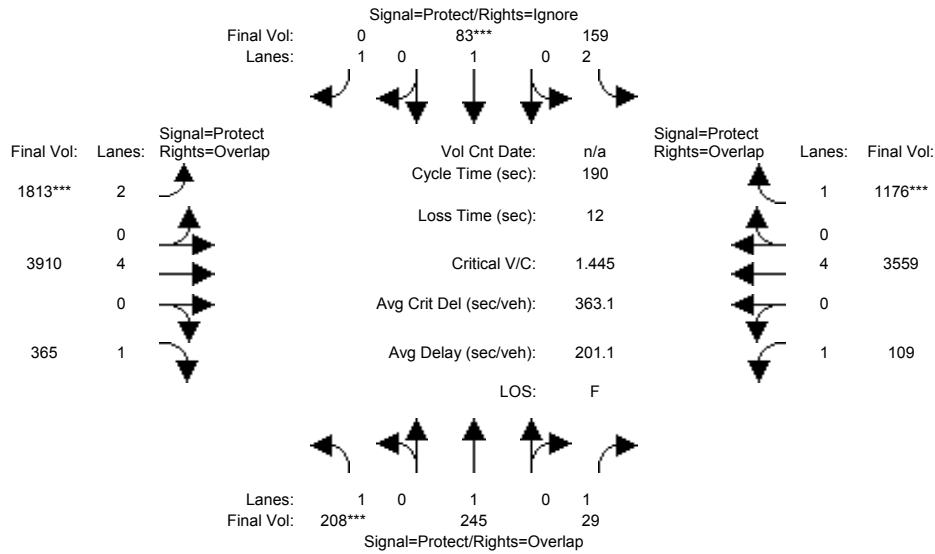 Signal=Protect/Rights=Ignore
Final Vol: 0 83*** 159
Lanes: 1 0 1 0 2
Signal=Protect Signal=Protect
Final Vol: Lanes: Rights=Overlap Vol Cnt Date: n/a Rights=Overlap Lanes: Final Vol:
Cycle Time (sec): 190
1813*** 2 1 1176***
Loss Time (sec): 12
0 0
3910 4 Critical V/C: 1.445 4 3559
0 Avg Crit Del (sec/veh): 363.1 0
365 1 Avg Delay (sec/veh): 201.1 1 109
LOS: F
Lanes: 1 0 1 0 1
Final Vol: 208*** 245 29
Signal=Protect/Rights=Overlap